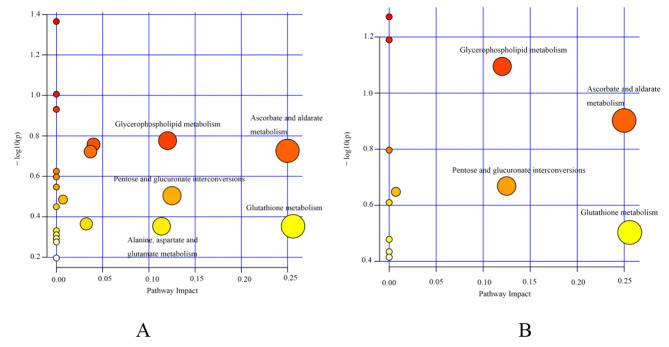 1.4
1.2
1.0
0.8
0.6
0.4
0.2
− log10(p)
Glycerophospholipid metabolism
Ascorbate and aldarate
metabolism
Pentose and glucuronate interconversions
Glutathione metabolism
Alanine, aspartate and
glutamate metabolism
0.00 0.05 0.10 0.15 0.20 0.25
Pathway Impact
A
1.2
1.0
0.8
0.6
0.4
− log10(p)
Glycerophospholipid metabolism
Ascorbate and aldarate
metabolism
Pentose and glucuronate interconversions
Glutathione metabolism
0.00 0.05 0.10 0.15 0.20 0.25
Pathway Impact
B